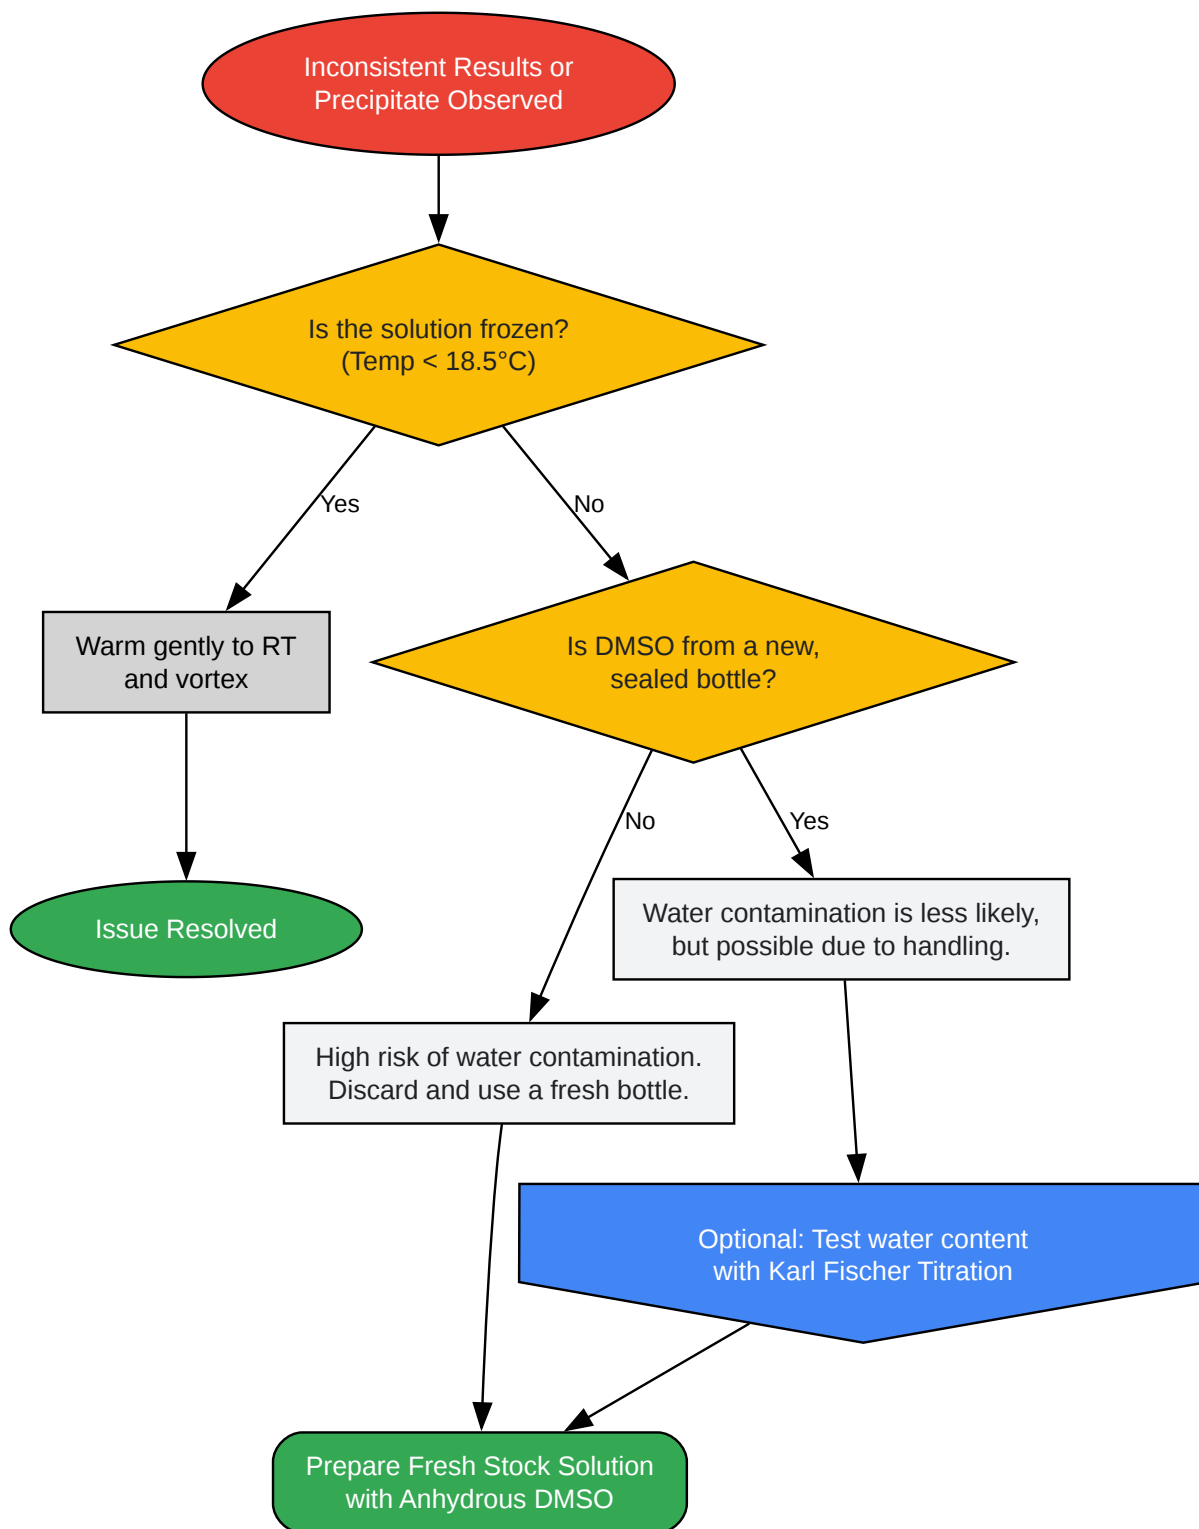 Inconsistent Results or
Precipitate Observed
Is the solution frozen?
(Temp < 18.5°C)
Yes
No
Warm gently to RT
and vortex
Is DMSO from a new,
sealed bottle?
No
Yes
Issue Resolved
Water contamination is less likely,
but possible due to handling.
High risk of water contamination.
Discard and use a fresh bottle.
Optional: Test water content
with Karl Fischer Titration
Prepare Fresh Stock Solution
with Anhydrous DMSO